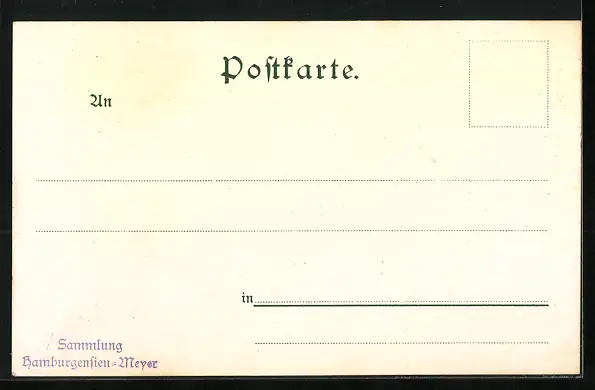 Postkarte.
An
in
Sammlung
Hamburgensien=Meyer